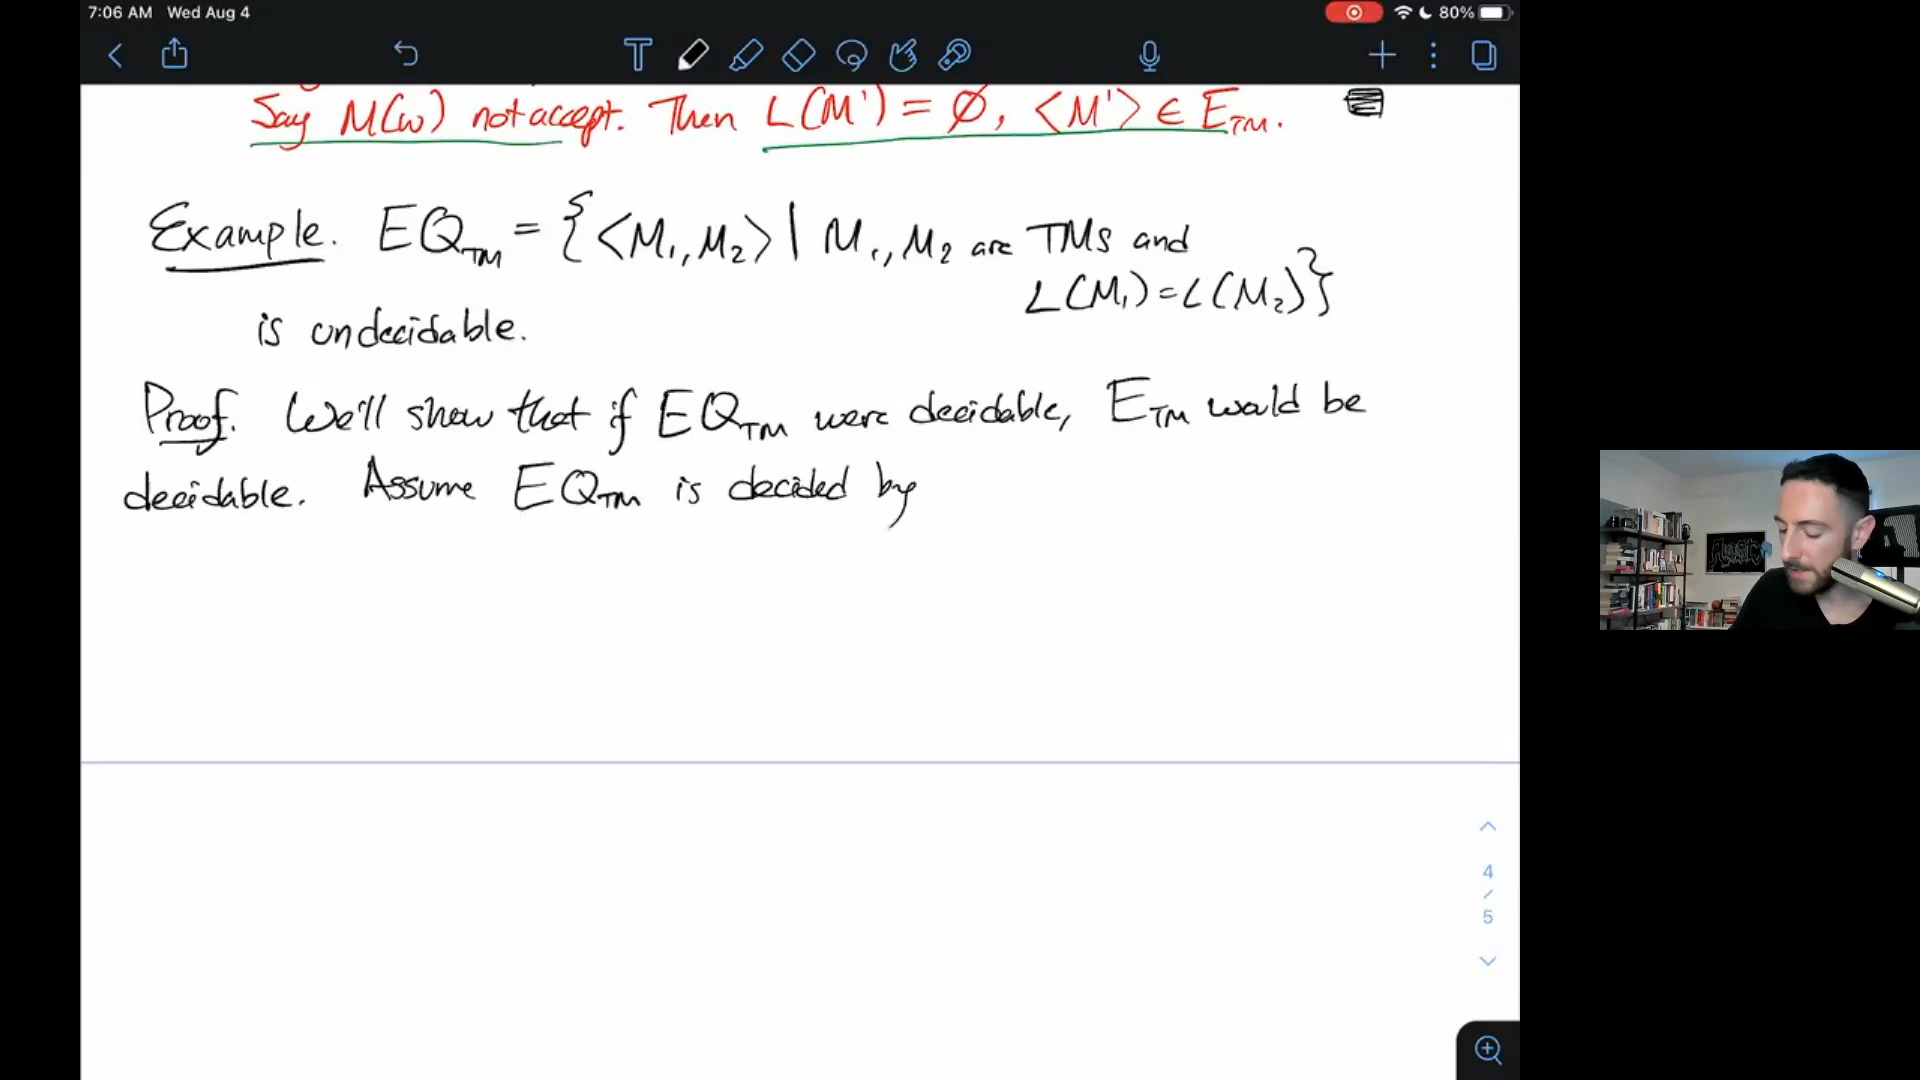 7:06 AM Wed Aug 4
80%
Say M(w) not accept. Then L(M') = ∅, <M'> ∈ E_TM.
Example. EQ_TM = {<M₁, M₂> | M₁, M₂ are TMs and
L(M₁) = L(M₂)}
is undecidable.
Proof. We'll show that if EQ_TM were decidable, E_TM would be
decidable. Assume EQ_TM is decided by
4
/
5